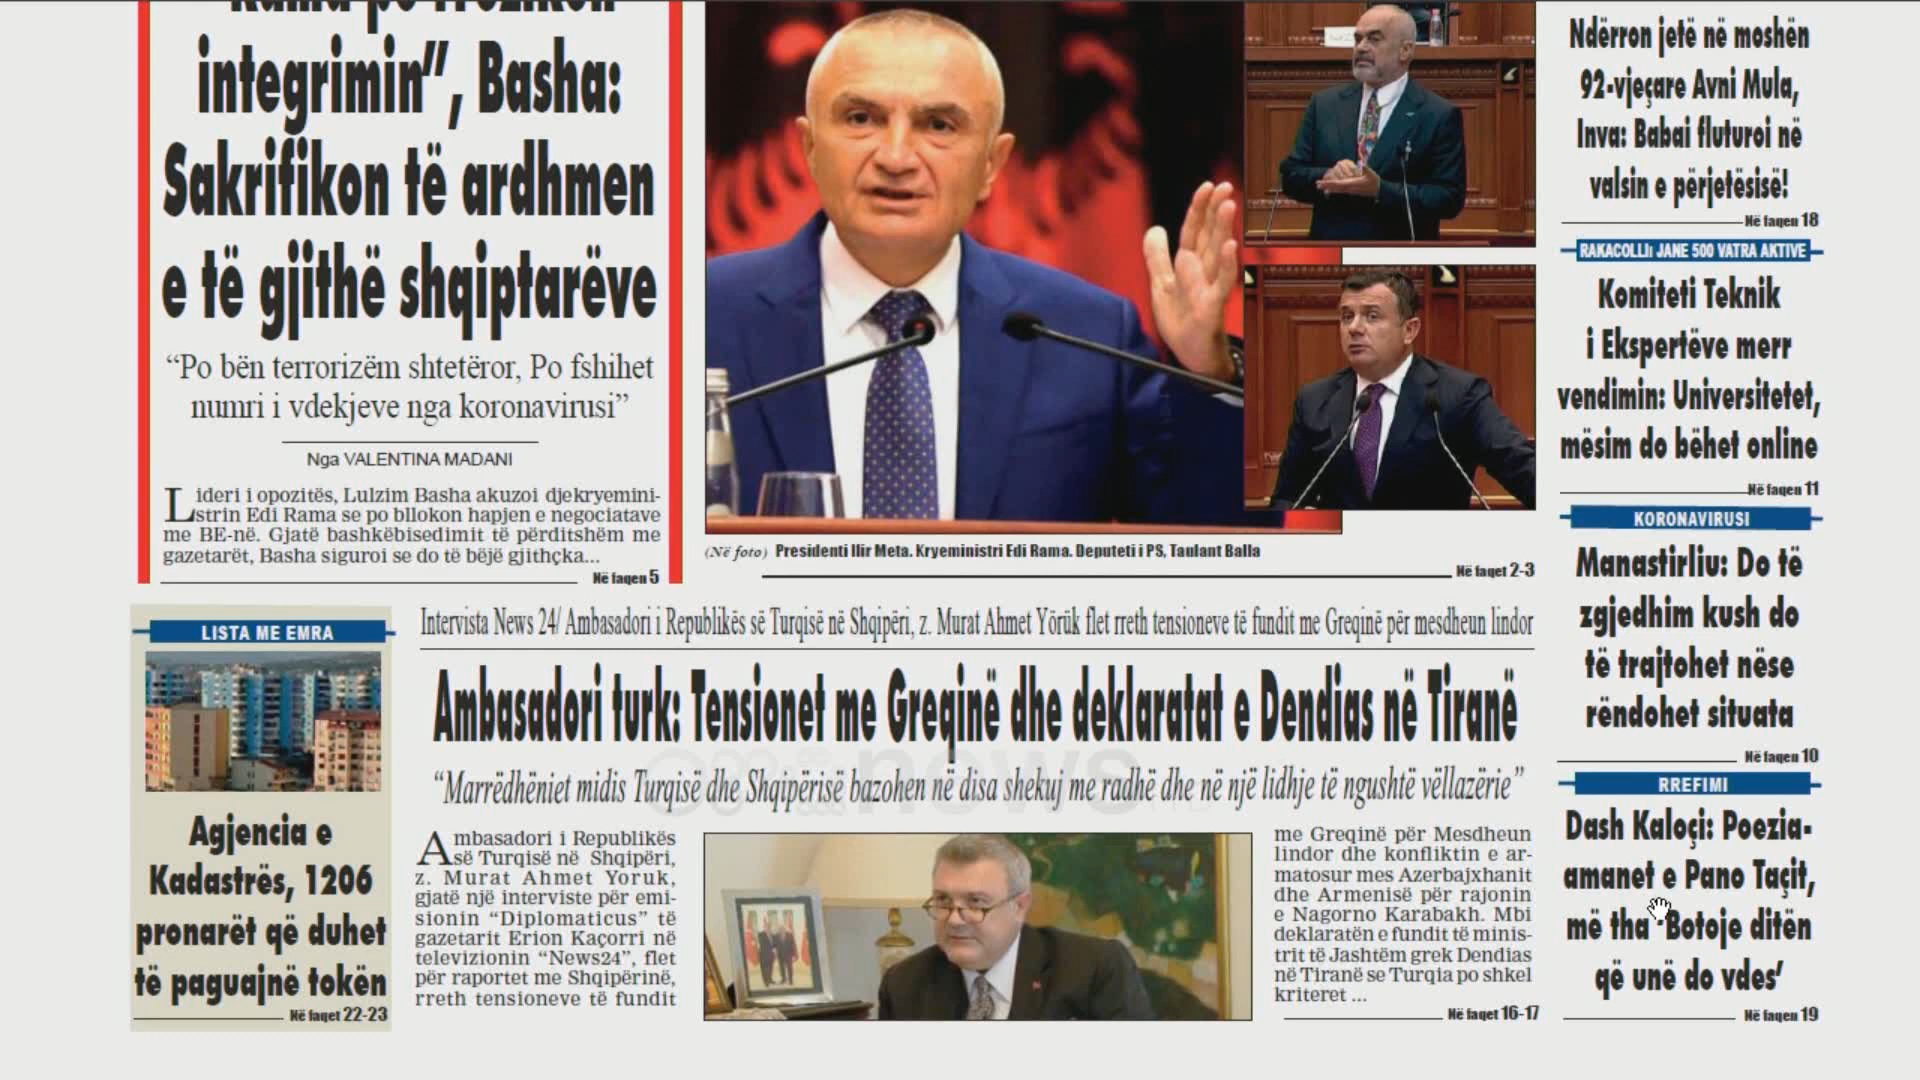 "Rama po rrezikon
integrimin", Basha:
Sakrifikon të ardhmen
e të gjithë shqiptarëve
"Po bën terrorizëm shtetëror, Po fshihet
numri i vdekjeve nga koronavirusi"
Nga VALENTINA MADANI
Lideri i opozitës, Lulzim Basha akuzoi dje kryemini-
strin Edi Rama se po bllokon hapjen e negociatave
me BE-në. Gjatë bashkëbisedimit të përditshëm me
gazetarët, Basha siguroi se do të bëjë gjithçka...
Në faqen 5
(Në foto) Presidenti Ilir Meta. Kryeministri Edi Rama. Deputeti i PS, Taulant Balla
Në faqet 2-3
Ndërron jetë në moshën
92-vjeçare Avni Mula,
Inva: Babai fluturoi në
valsin e përjetësisë!
Në faqen 18
RAKACOLLI: JANE 500 VATRA AKTIVE
Komiteti Teknik
i Ekspertëve merr
vendimin: Universitetet,
mësim do bëhet online
Në faqen 11
KORONAVIRUSI
Manastirliu: Do të
zgjedhim kush do
të trajtohet nëse
rëndohet situata
Në faqen 10
RREFIMI
Dash Kaloçi: Poezia-
amanet e Pano Taçit,
më tha 'Botoje ditën
që unë do vdes'
Në faqen 19
LISTA ME EMRA
Agjencia e
Kadastrës, 1206
pronarët që duhet
të paguajnë tokën
Në faqet 22-23
Intervista News 24/ Ambasadori i Republikës së Turqisë në Shqipëri, z. Murat Ahmet Yörük flet rreth tensioneve të fundit me Greqinë për mesdheun lindor
Ambasadori turk: Tensionet me Greqinë dhe deklaratat e Dendias në Tiranë
"Marrëdhëniet midis Turqisë dhe Shqipërisë bazohen në disa shekuj me radhë dhe në një lidhje të ngushtë vëllazërie"
news
Ambasadori i Republikës
së Turqisë në Shqipëri,
z. Murat Ahmet Yoruk,
gjatë një interviste për emi-
sionin "Diplomaticus" të
gazetarit Erion Kaçorri në
televizionin "News24", flet
për raportet me Shqipërinë,
rreth tensioneve të fundit
me Greqinë për Mesdheun
lindor dhe konfliktin e ar-
matosur mes Azerbajxhanit
dhe Armenisë për rajonin
e Nagorno Karabakh. Mbi
deklaratën e fundit të minis-
trit të Jashtëm grek Dendias
në Tiranë se Turqia po shkel
kriteret ...
Në faqet 16-17